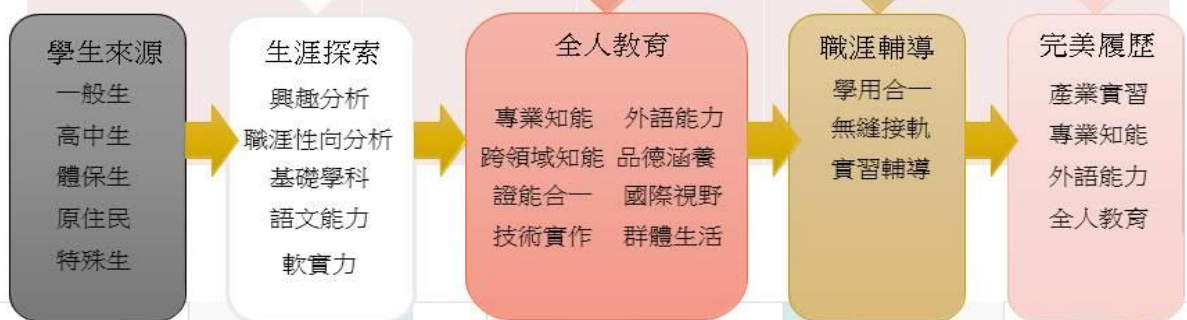 學生來源
一般生
高中生
體保生
原住民
特殊生
生涯探索
興趣分析
職涯性向分析
基礎學科
語文能力
軟實力
全人教育
專業知能 外語能力
跨領域知能 品德涵養
證能合一 國際視野
技術實作 群體生活
職涯輔導
學用合一
無縫接軌
實習輔導
完美履歷
產業實習
專業知能
外語能力
全人教育